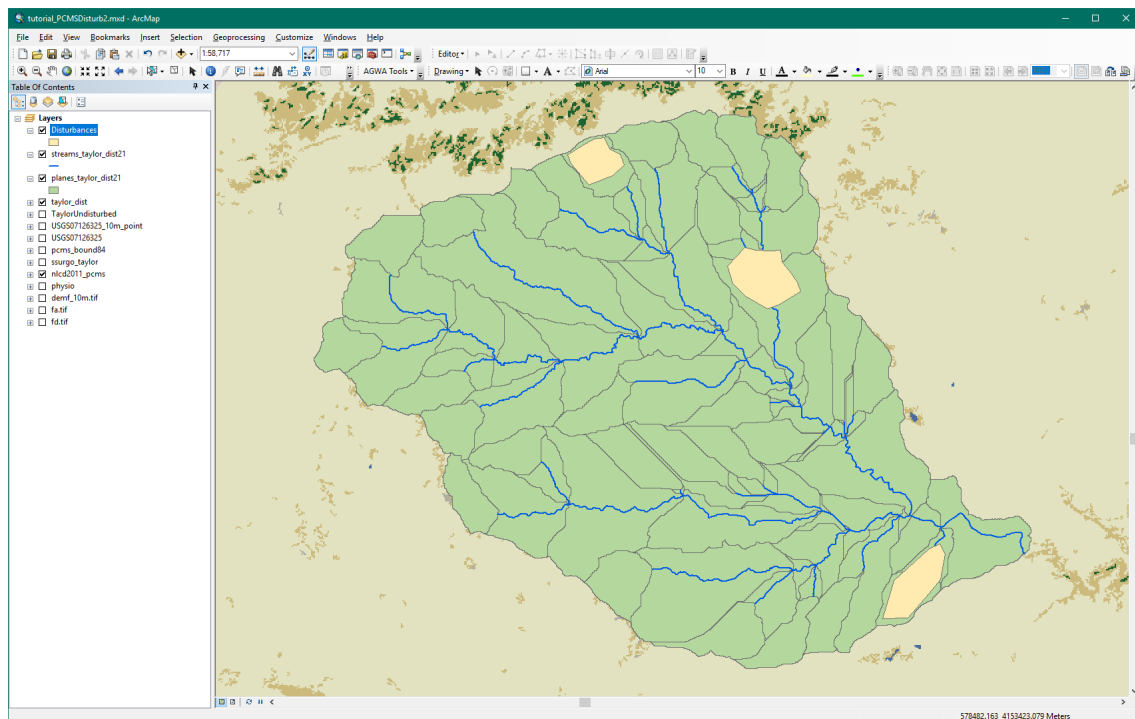 tutorial_PCMSDisturb2.mxd - ArcMap
File Edit View Bookmarks Insert Selection Geoprocessing Customize Windows Help
1:58,717
Editor
AGWA Tools
Drawing
A
Arial
10
B I U A
Table Of Contents
Layers
Disturbances
streams_taylor_dist21
planes_taylor_dist21
taylor_dist
TaylorUndisturbed
USGS07126325_10m_point
USGS07126325
pcms_bound84
ssurgo_taylor
nlcd2011_pcms
physio
demf_10m.tif
fa.tif
fd.tif
578482.163 4153423.079 Meters